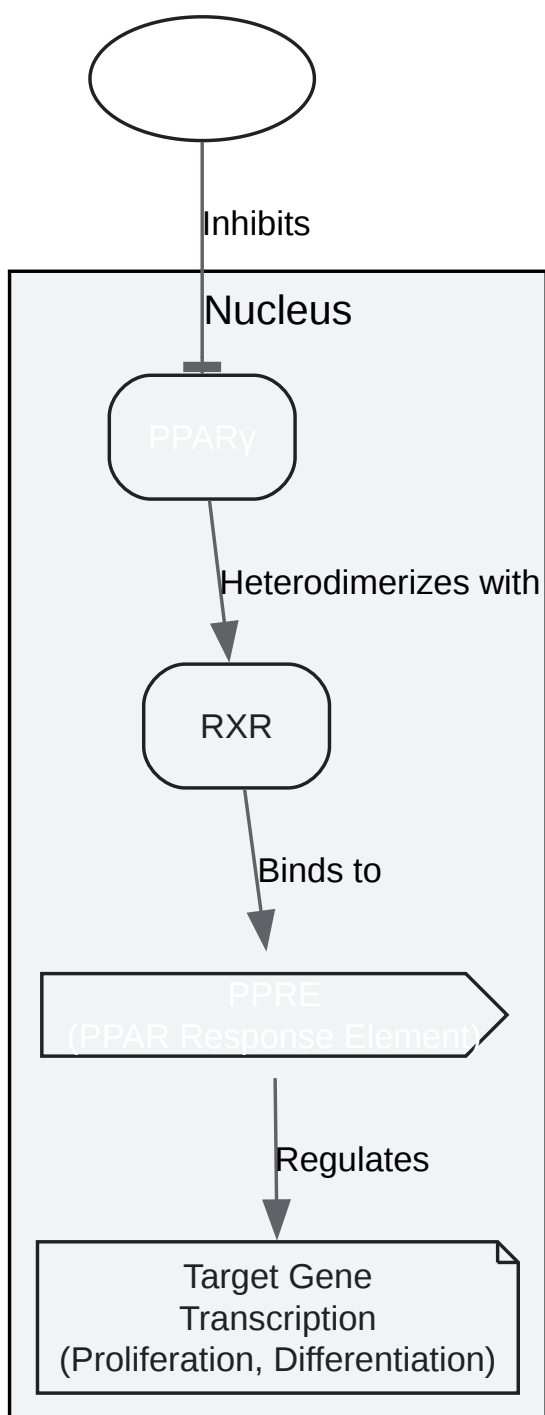 Inhibits
Nucleus
PPARγ
Heterodimerizes with
RXR
Binds to
PPRE
(PPAR Response Element)
Regulates
Target Gene
Transcription
(Proliferation, Differentiation)